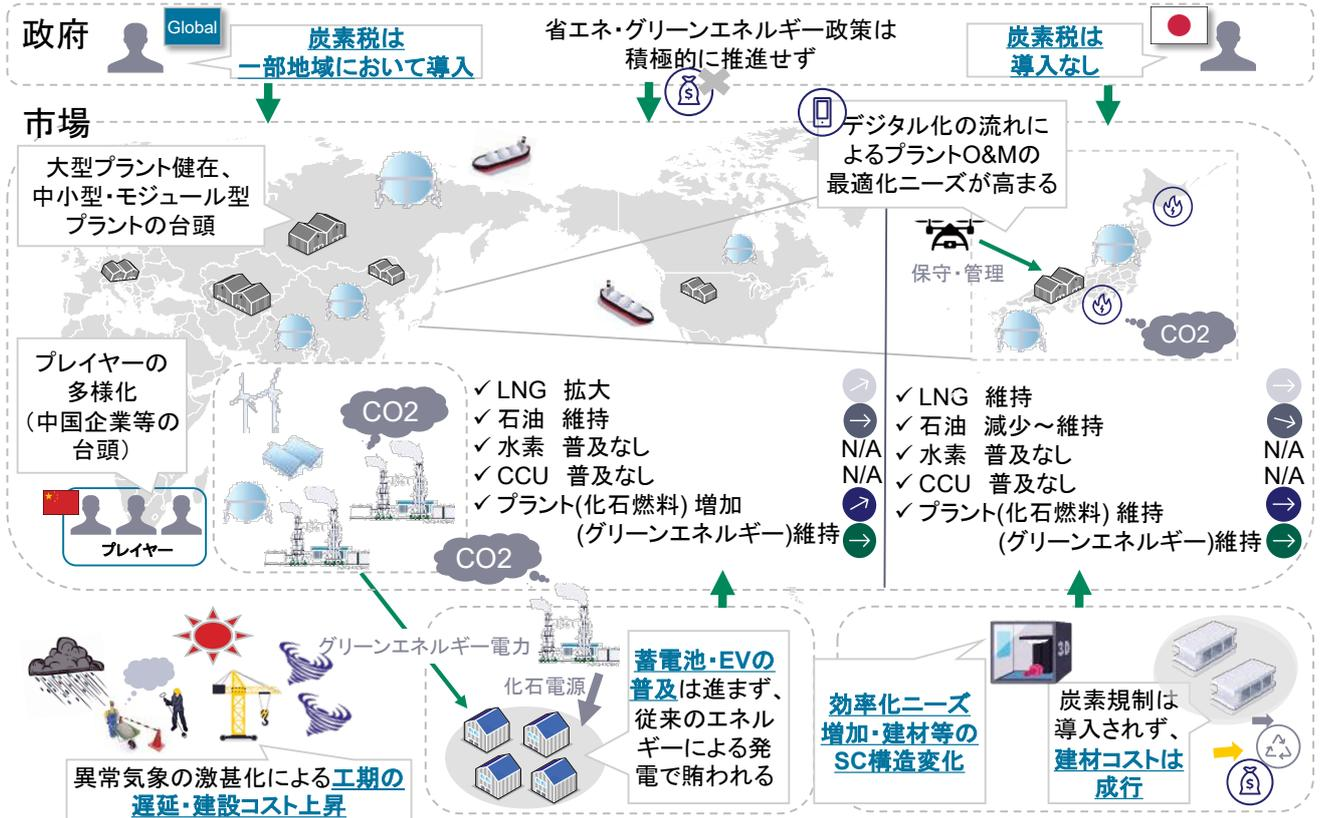 政府
Global
炭素税は
一部地域において導入
省エネ・グリーンエネルギー政策は
積極的に推進せず
炭素税は
導入なし
市場
大型プラント健在、
中小型・モジュール型
プラントの台頭
デジタル化の流れに
よるプラントO&Mの
最適化ニーズが高まる
保守・管理
CO2
プレイヤーの
多様化
（中国企業等の
台頭）
プレイヤー
CO2
✓ LNG 拡大
✓ 石油 維持
✓ 水素 普及なし N/A
✓ CCU 普及なし N/A
✓ プラント(化石燃料) 増加
(グリーンエネルギー)維持
✓ LNG 維持
✓ 石油 減少～維持
✓ 水素 普及なし N/A
✓ CCU 普及なし N/A
✓ プラント(化石燃料) 維持
(グリーンエネルギー)維持
CO2
グリーンエネルギー電力
化石電源
異常気象の激甚化による工期の
遅延・建設コスト上昇
蓄電池・EVの
普及は進まず、
従来のエネル
ギーによる発
電で賄われる
効率化ニーズ
増加・建材等の
SC構造変化
3D
炭素規制は
導入されず、
建材コストは
成行